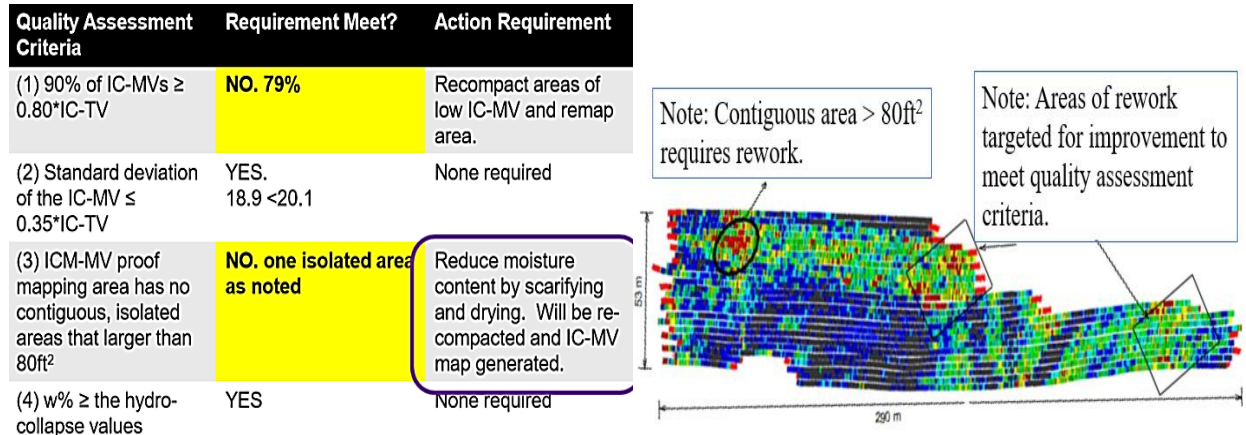 Quality Assessment Criteria
Requirement Meet?
Action Requirement
(1) 90% of IC-MVs ≥
0.80*IC-TV
NO. 79%
Recompact areas of
low IC-MV and remap
area.
(2) Standard deviation
of the IC-MV ≤
0.35*IC-TV
YES.
18.9 <20.1
None required
(3) ICM-MV proof
mapping area has no
contiguous, isolated
areas that larger than
80ft²
NO. one isolated area
as noted
Reduce moisture
content by scarifying
and drying. Will be re-
compacted and IC-MV
map generated.
(4) w% ≥ the hydro-
collapse values
YES
None required
Note: Contiguous area > 80ft²
requires rework.
Note: Areas of rework
targeted for improvement to
meet quality assessment
criteria.
53 m
290 m